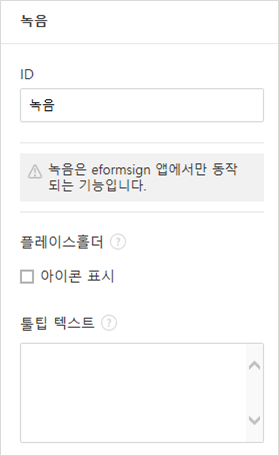 녹음
ID
녹음
녹음은 eformsign 앱에서만 동작
되는 기능입니다.
플레이스홀더 ?
아이콘 표시
툴팁 텍스트 ?